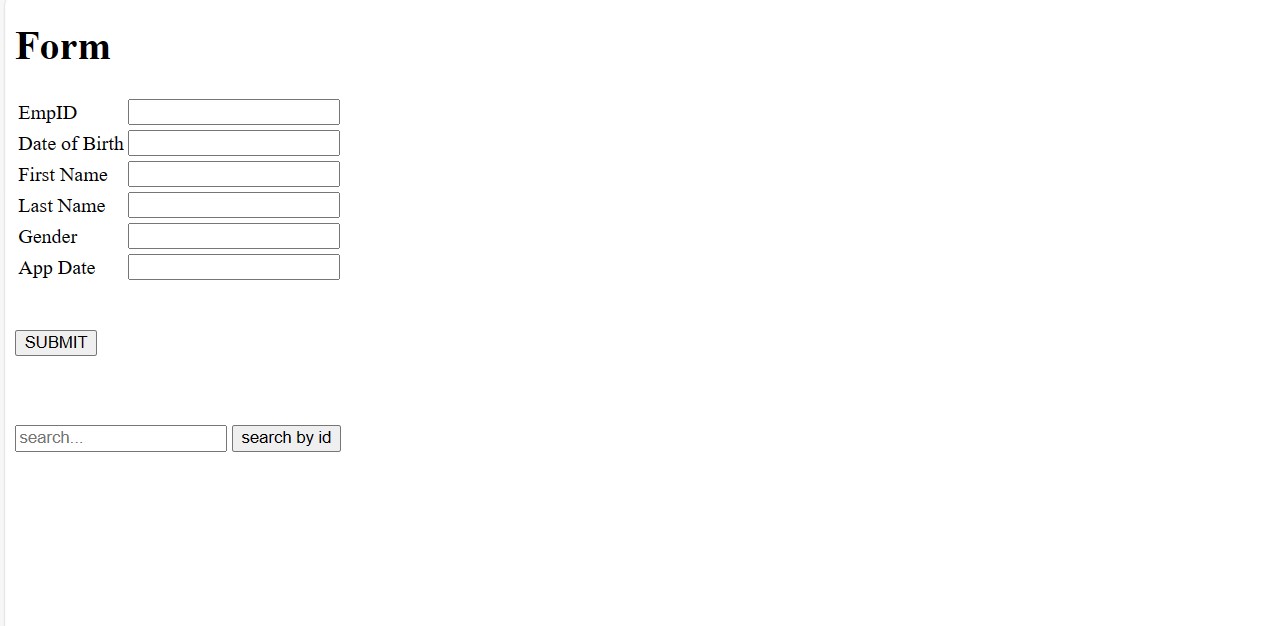 Form
EmpID
Date of Birth
First Name
Last Name
Gender
App Date
SUBMIT
search... search by id